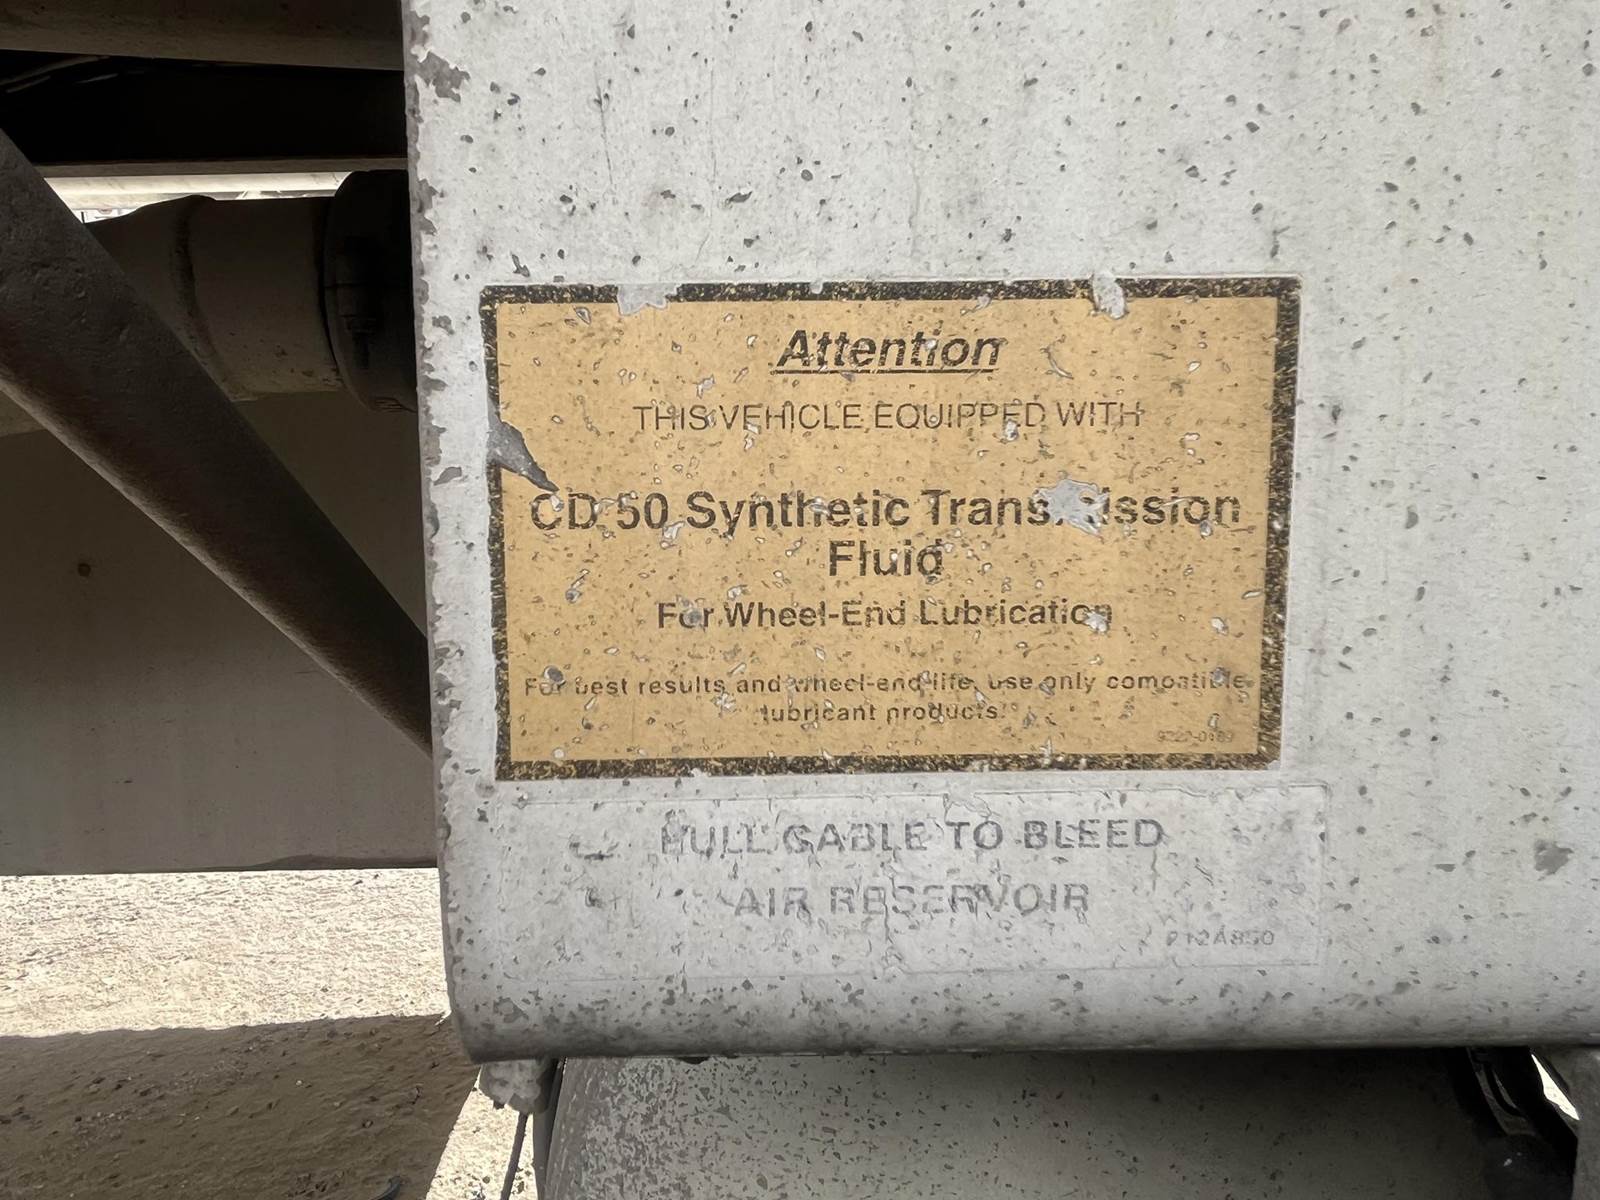 Attention
THIS VEHICLE EQUIPPED WITH
CD 50 Synthetic Transmission
Fluid
For Wheel-End Lubrication
For best results and wheel-end life, use only compatible
lubricant products.
PULL CABLE TO BLEED
AIR RESERVOIR